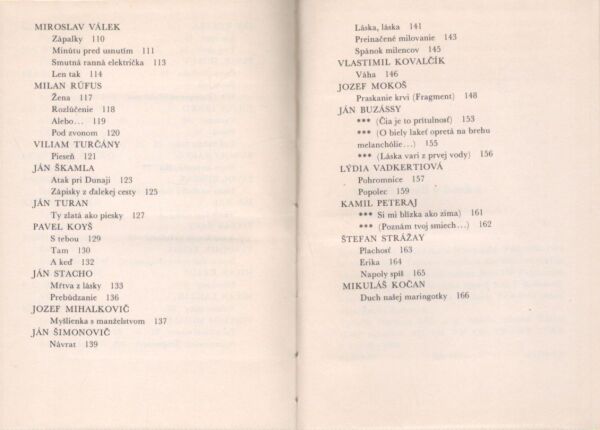 MIROSLAV VÁLEK
Zápalky 110
Minútu pred usnutím 111
Smutná ranná električka 113
Len tak 114
MILAN RÚFUS
Žena 117
Rozlúčenie 118
Alebo... 119
Pod zvonom 120
VILIAM TURČÁNY
Pieseň 121
JÁN ŠKAMLA
Atak pri Dunaji 123
Zápisky z ďalekej cesty 125
JÁN TURAN
Ty zlatá ako piesky 127
PAVEL KOYŠ
S tebou 129
Tam 130
A keď 132
JÁN STACHO
Mŕtva z lásky 133
Prebúdzanie 136
JOZEF MIHALKOVIČ
Myšlienka s manželstvom 137
JÁN ŠIMONOVIČ
Návrat 139
Láska, láska 141
Preinačené milovanie 143
Spánok milencov 145
VLASTIMIL KOVALČÍK
Váha 146
JOZEF MOKOŠ
Praskanie krvi (Fragment) 148
JÁN BUZÁSSY
*** (Čia je to prítulnosť) 153
*** (O biely lakeť opretá na brehu
melanchólie...) 155
*** (Láska varí z prvej vody) 156
LÝDIA VADKERTIOVÁ
Puhromnice 157
Popolec 159
KAMIL PETERAJ
*** Si mi blízka ako zima) 161
*** (Poznám tvoj smiech...) 162
ŠTEFAN STRÁŽAY
Plachosť 163
Erika 164
Napoly spíš 165
MIKULÁŠ KOČAN
Duch našej maringotky 166